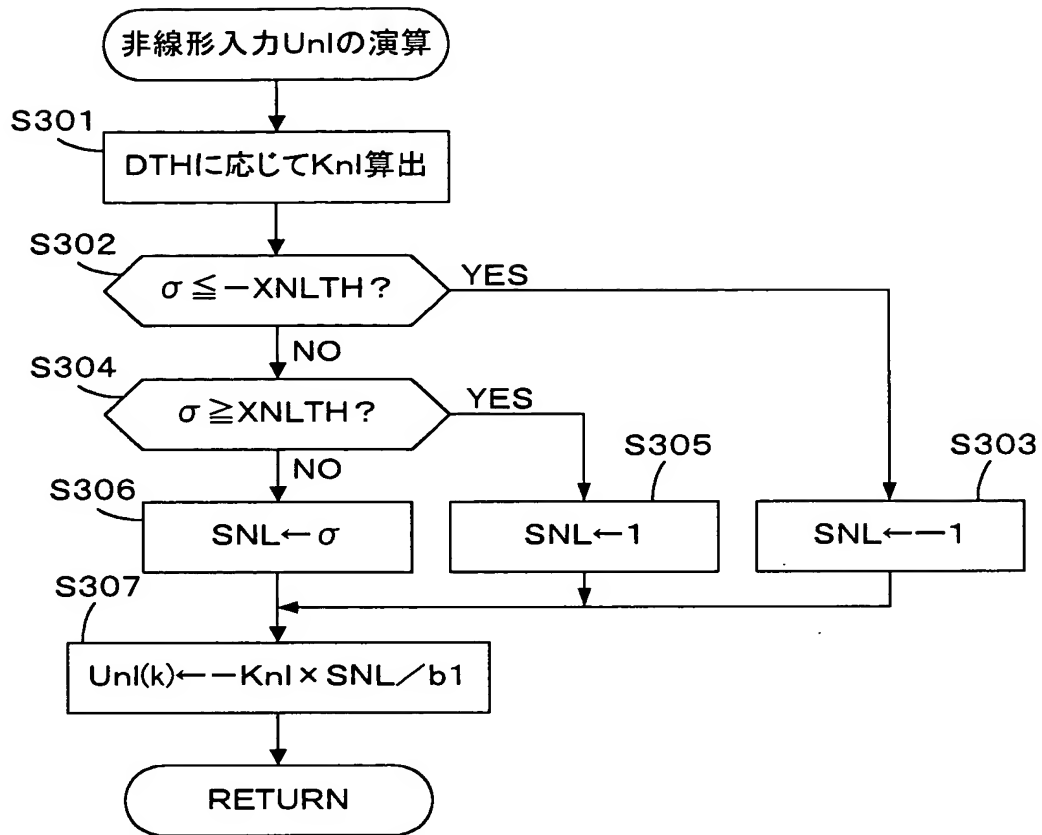 非線形入力Unlの演算
S301
DTHに応じてKnl算出
S302
σ≦－XNLTH？
YES
NO
S304
σ≧XNLTH？
YES
NO
S305
S303
S306
SNL←σ
SNL←1
SNL←－1
S307
Unl(k)←－Knl×SNL／b1
RETURN